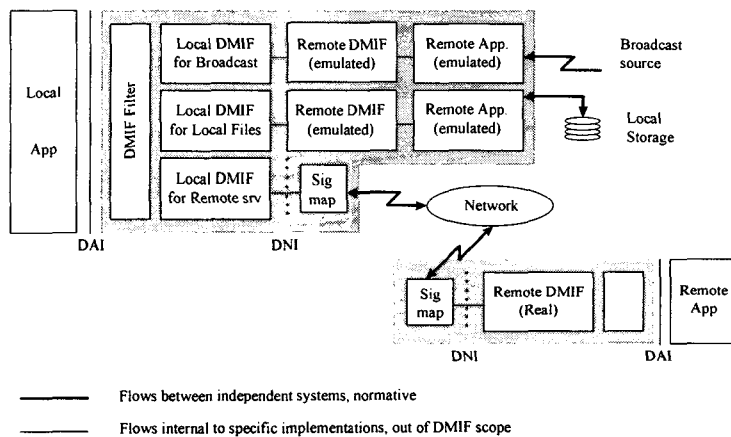 Local
App
DMIF Filter
Local DMIF
for Broadcast
Remote DMIF
(emulated)
Remote App.
(emulated)
Broadcast
source
Local DMIF
for Local Files
Remote DMIF
(emulated)
Remote App.
(emulated)
Local
Storage
Local DMIF
for Remote srv
Sig
map
Network
DAI
DNI
Sig
map
Remote DMIF
(Real)
Remote
App
DNI
DAI
Flows between independent systems, normative
Flows internal to specific implementations, out of DMIF scope